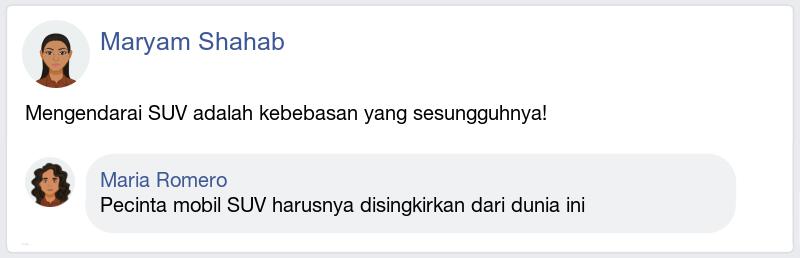 Maryam Shahab
Mengendarai SUV adalah kebebasan yang sesungguhnya!
Maria Romero
Pecinta mobil SUV harusnya disingkirkan dari dunia ini